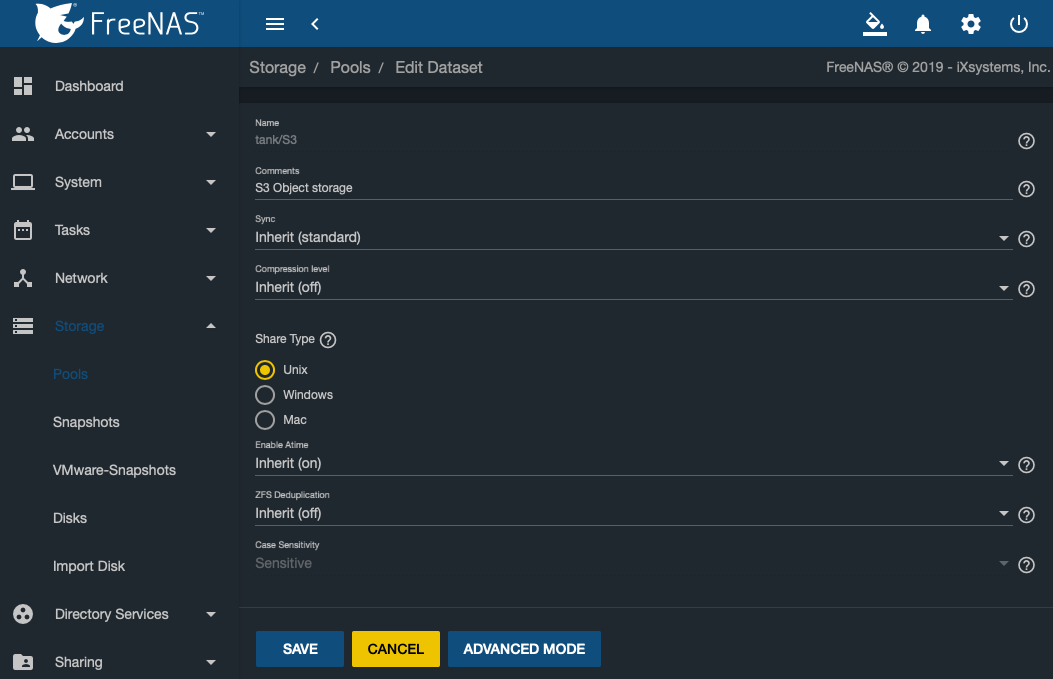 FreeNAS™
Storage / Pools / Edit Dataset
FreeNAS® © 2019 - iXsystems, Inc.
Dashboard
Accounts
System
Tasks
Network
Storage
Pools
Snapshots
VMware-Snapshots
Disks
Import Disk
Directory Services
Sharing
Name
tank/S3
Comments
S3 Object storage
Sync
Inherit (standard)
Compression level
Inherit (off)
Share Type
Unix
Windows
Mac
Enable Atime
Inherit (on)
ZFS Deduplication
Inherit (off)
Case Sensitivity
Sensitive
SAVE CANCEL ADVANCED MODE